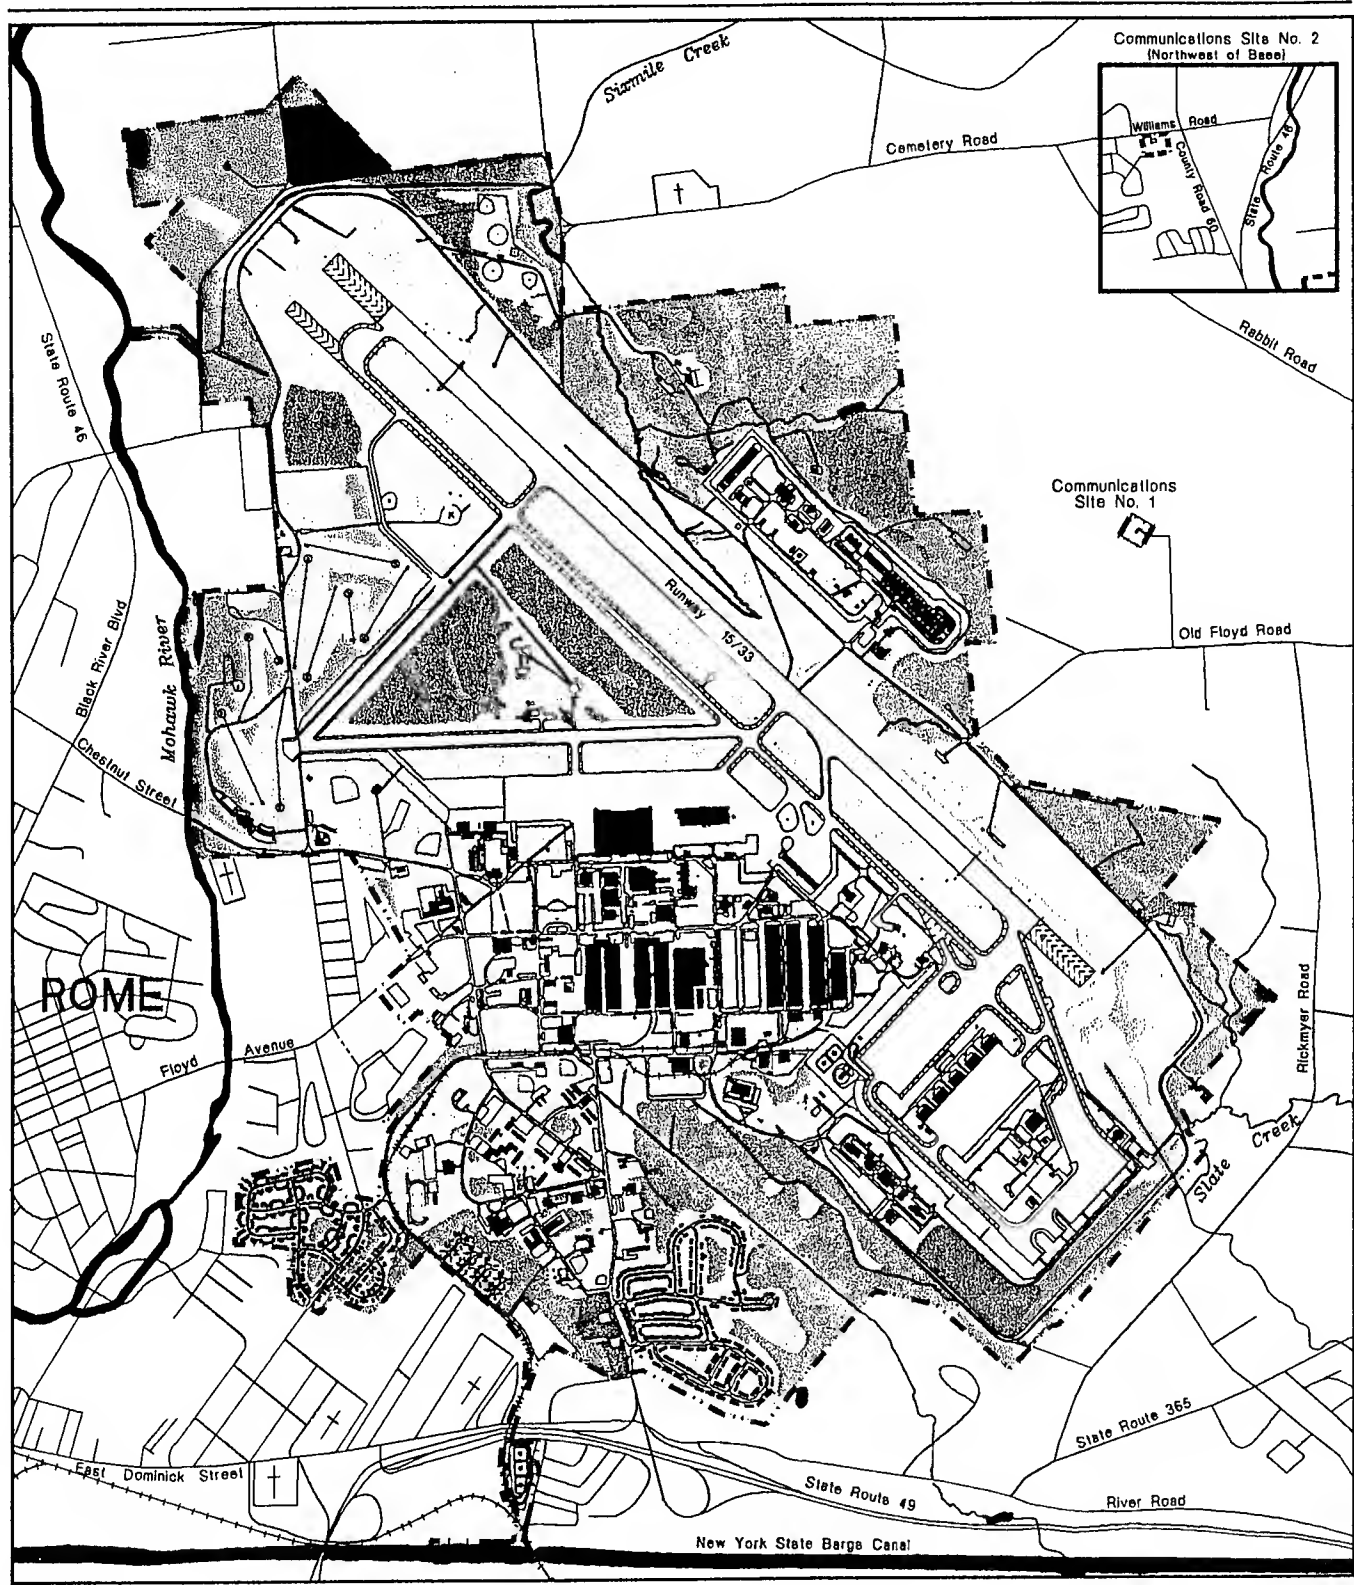 Communications Site No. 2
(Northwest of Base)
Sixmile Creek
Cemetery Road
Williams Road
County Road 60
State Route 46
Rabbit Road
State Route 46
Communications
Site No. 1
Runway 15/33
Old Floyd Road
Black River Blvd
Mohawk River
Chestnut Street
ROME
Floyd Avenue
Rickmyer Road
Slate Creek
State Route 365
East Dominick Street
State Route 49
River Road
New York State Barge Canal